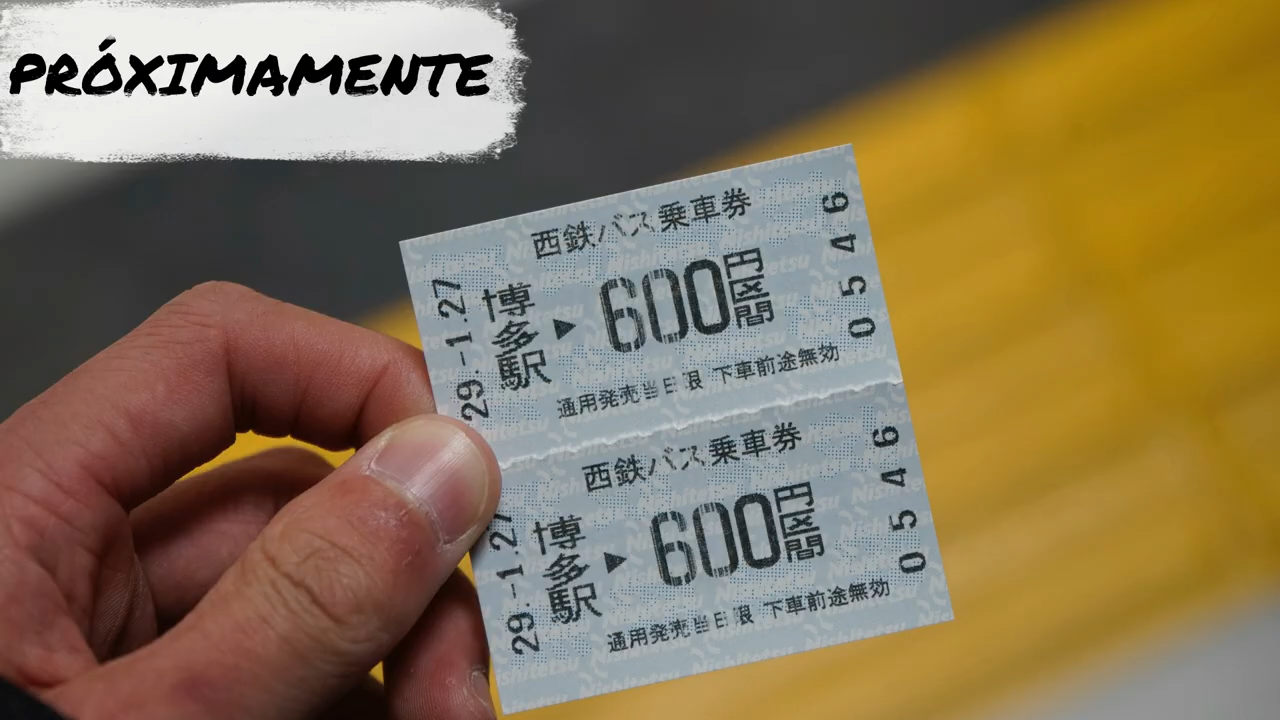 PRÓXIMAMENTE
西鉄バス乗車券
29.-1.27
博多駅▶600円区間
0546
通用発売当日限 下車前途無効
西鉄バス乗車券
29.-1.27
博多駅▶600円区間
0546
通用発売当日限 下車前途無効
Nishitetsu